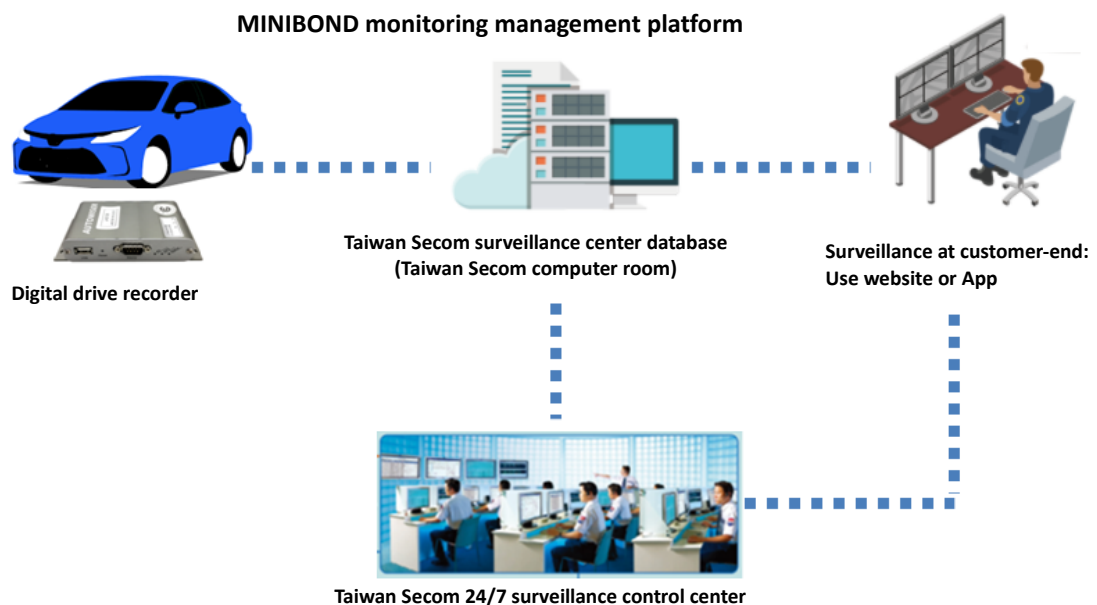 MINIBOND monitoring management platform
AUTONIGER
Taiwan Secom surveillance center database
(Taiwan Secom computer room)
Surveillance at customer-end:
Use website or App
Digital drive recorder
Taiwan Secom 24/7 surveillance control center